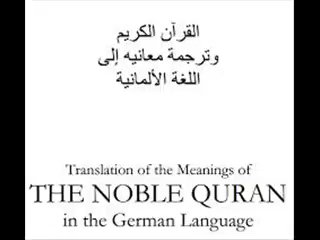 القرآن الكريم
وترجمة معانيه إلى
اللغة الألمانية
Translation of the Meanings of
THE NOBLE QURAN
in the German Language